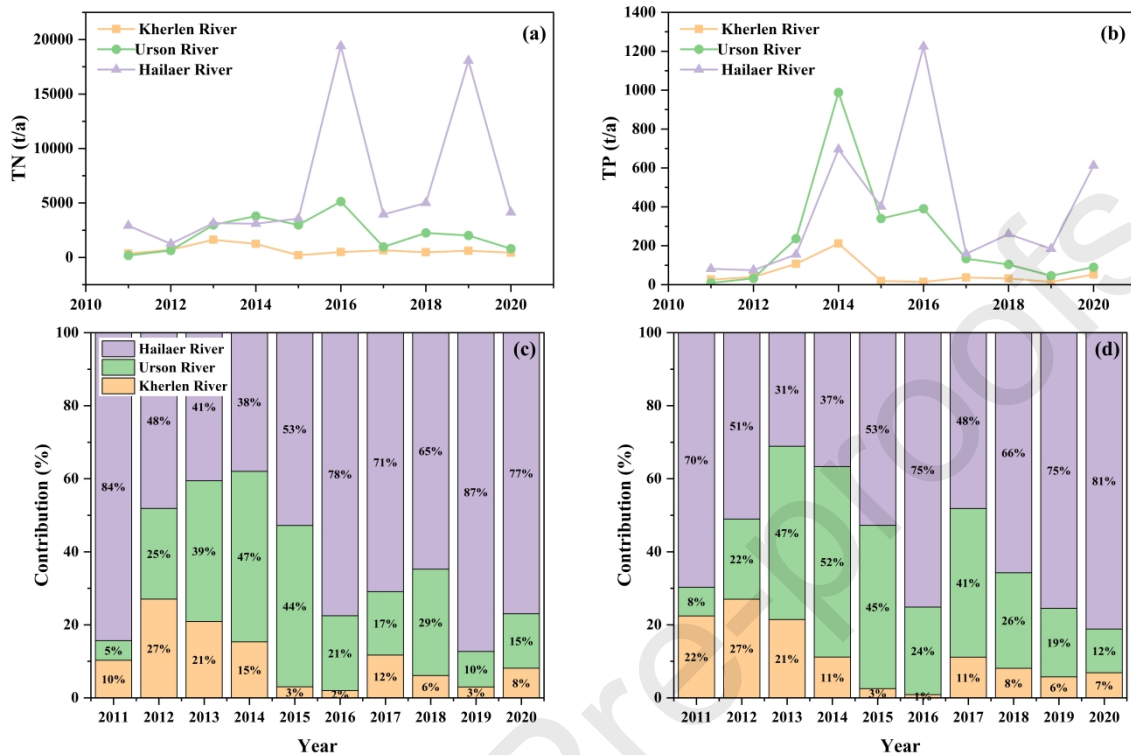 (a)
Kherlen River
Urson River
Hailaer River
20000
15000
10000
5000
0
TN (t/a)
2010 2012 2014 2016 2018 2020
(b)
Kherlen River
Urson River
Hailaer River
1400
1200
1000
800
600
400
200
0
TP (t/a)
2010 2012 2014 2016 2018 2020
(c)
Hailaer River
Urson River
Kherlen River
100
80
60
40
20
0
Contribution (%)
84% 48% 41% 38% 53% 78% 71% 65% 87% 77%
5% 25% 39% 47% 44% 21% 17% 29% 10% 15%
10% 27% 21% 15% 3% 12% 6% 3% 8%
2011 2012 2013 2014 2015 2016 2017 2018 2019 2020
Year
(d)
100
80
60
40
20
0
Contribution (%)
70% 51% 31% 37% 53% 75% 48% 66% 75% 81%
8% 22% 47% 52% 45% 24% 41% 26% 19% 12%
22% 27% 21% 11% 3% 1% 11% 8% 6% 7%
2011 2012 2013 2014 2015 2016 2017 2018 2019 2020
Year
Pre-proofs